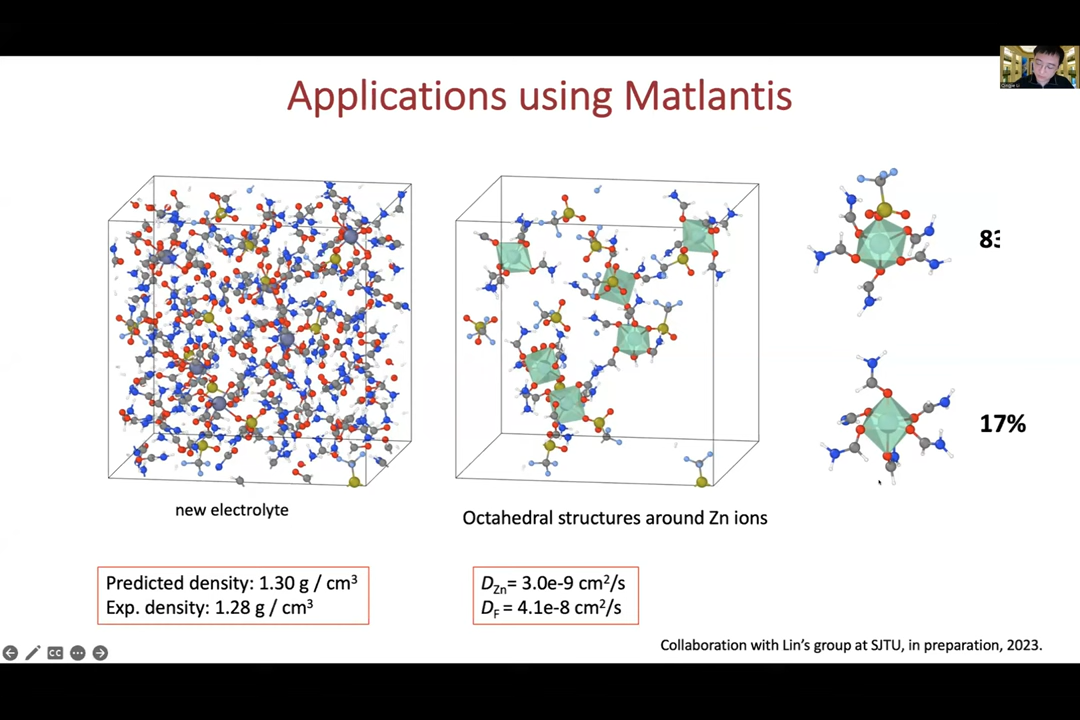 Applications using Matlantis
83
17%
new electrolyte
Octahedral structures around Zn ions
Predicted density: 1.30 g / cm³
Exp. density: 1.28 g / cm³
D_Zn = 3.0e-9 cm²/s
D_F = 4.1e-8 cm²/s
Collaboration with Lin's group at SJTU, in preparation, 2023.
CC